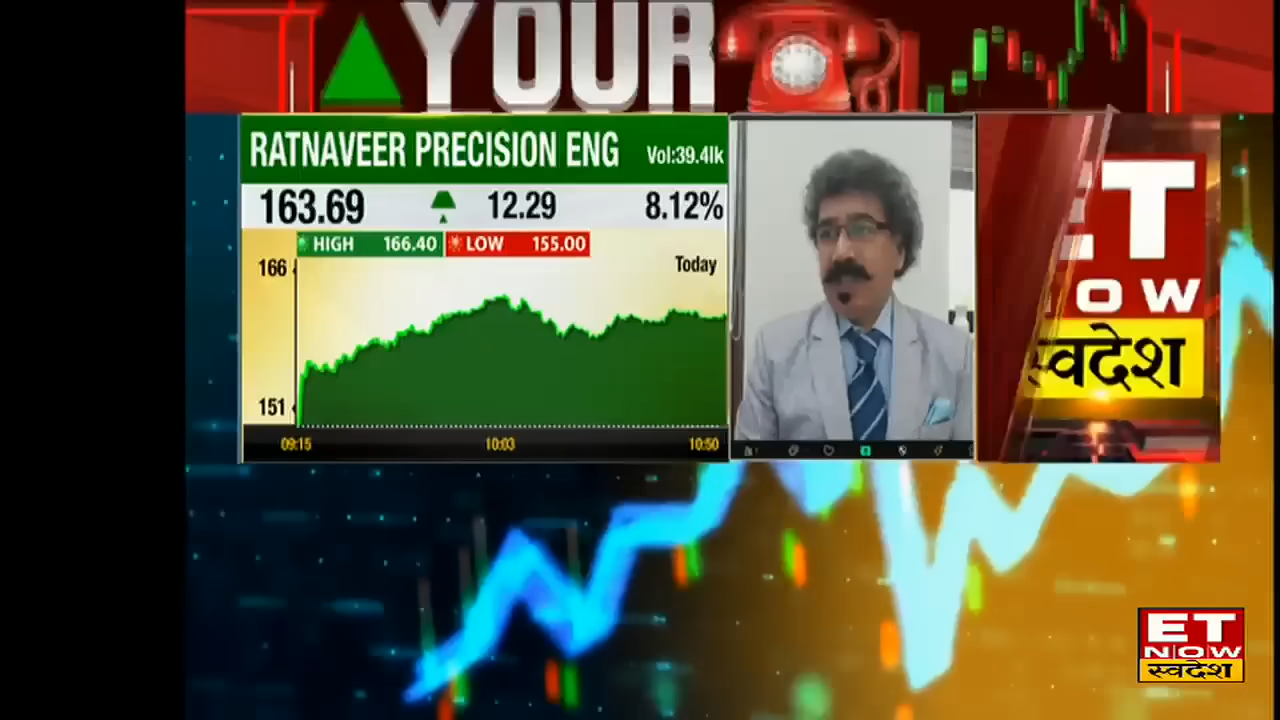 YOUR
RATNAVEER PRECISION ENG Vol:39.4lk
163.69 12.29 8.12%
HIGH 166.40 LOW 155.00
Today
166
151
09:15 10:03 10:50
ET
NOW
स्वदेश
ET
NOW
स्वदेश